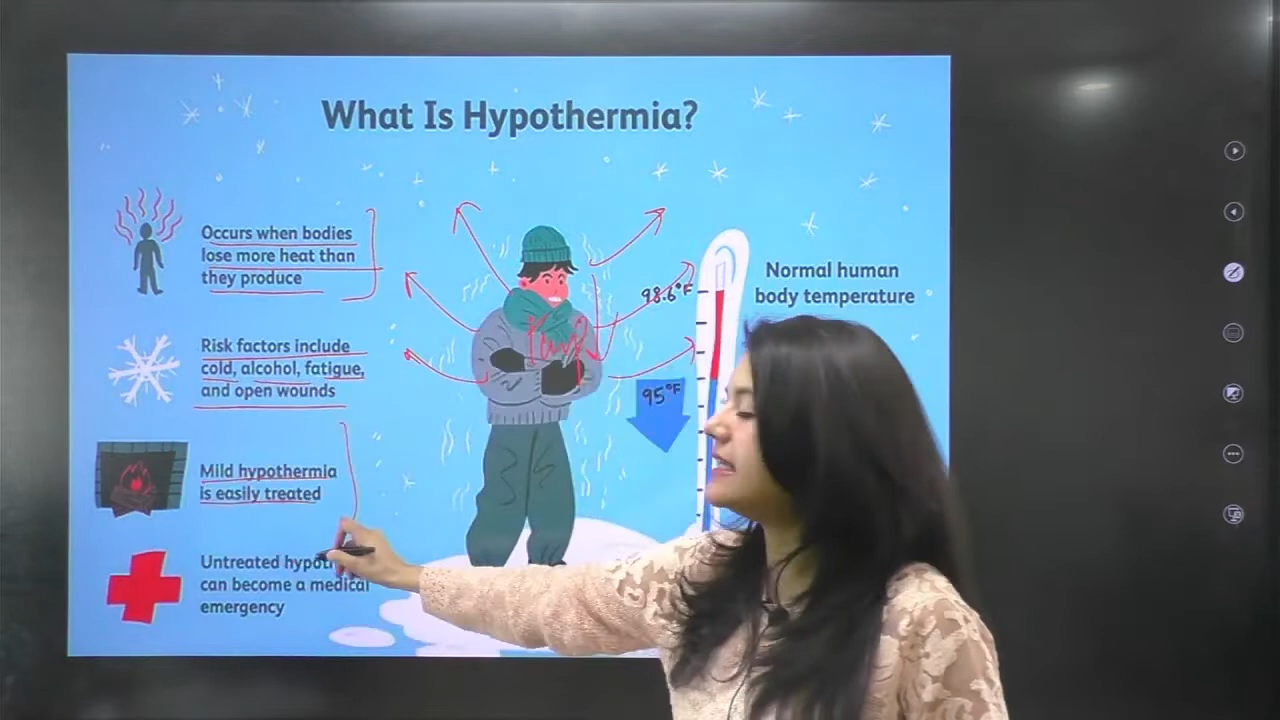 What Is Hypothermia?
Occurs when bodies
lose more heat than
they produce
Risk factors include
cold, alcohol, fatigue,
and open wounds
Mild hypothermia
is easily treated
Untreated
can become a medical
emergency
98.6°F
95°F
Normal human
body temperature